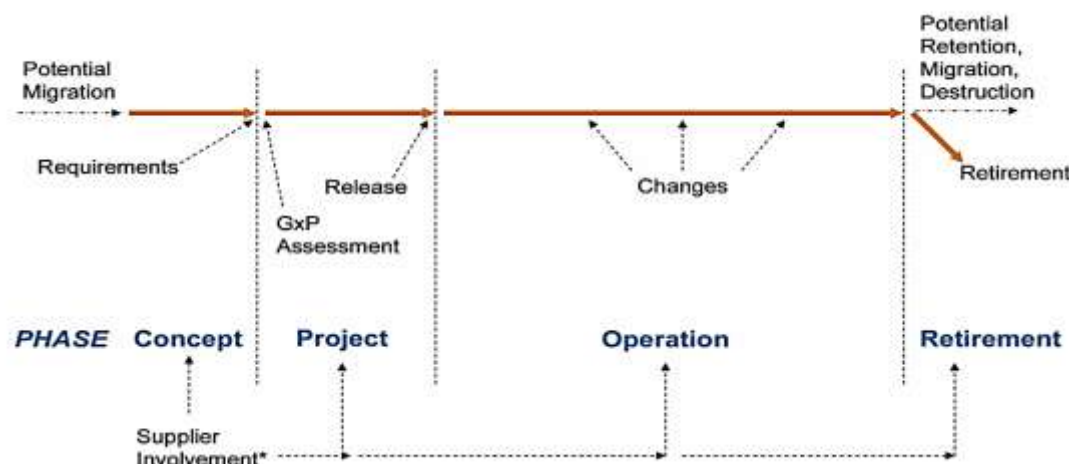 Potential
Migration
Potential
Retention,
Migration,
Destruction
Requirements
Release
GxP
Assessment
Changes
Retirement
PHASE Concept Project Operation Retirement
Supplier
Involvement*